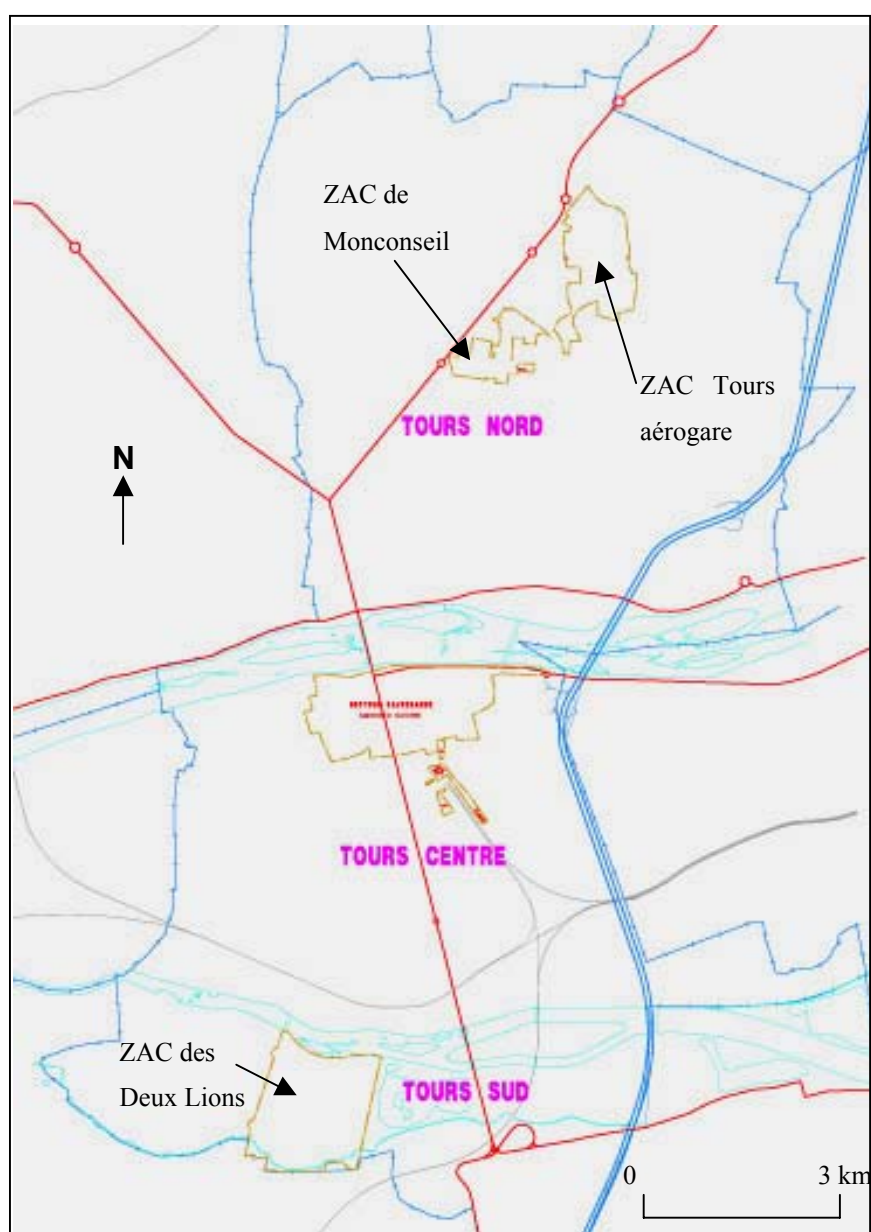 ZAC de
Monconseil
ZAC Tours
aérogare
TOURS NORD
N
TOURS CENTRE
ZAC des
Deux Lions
TOURS SUD
0 3 km